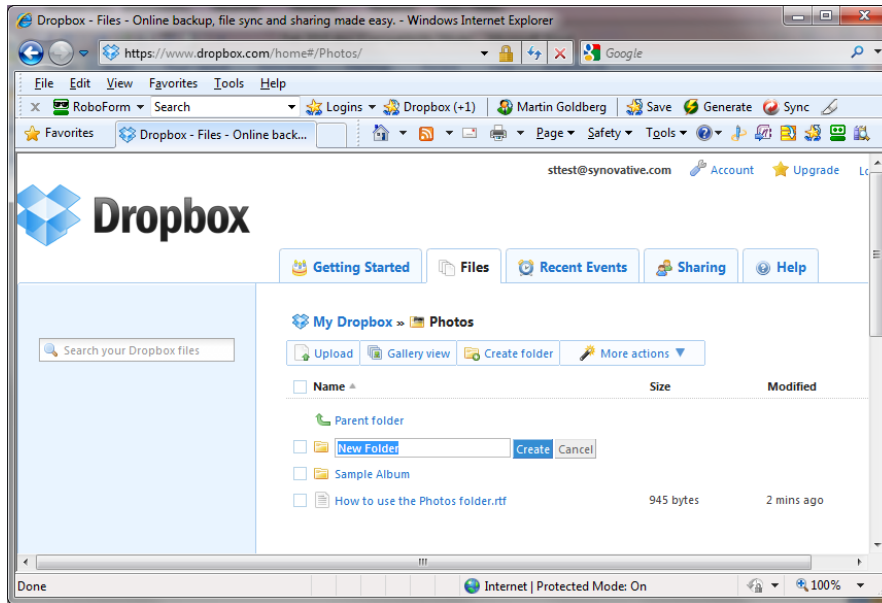 Dropbox - Files - Online backup, file sync and sharing made easy. - Windows Internet Explorer
https://www.dropbox.com/home#/Photos/
Google
File Edit View Favorites Tools Help
RoboForm Search Logins Dropbox (+1) Martin Goldberg Save Generate Sync
Favorites Dropbox - Files - Online back... Page Safety Tools
sttest@synovative.com Account Upgrade Lo
Dropbox
Getting Started Files Recent Events Sharing Help
My Dropbox » Photos
Search your Dropbox files
Upload Gallery view Create folder More actions
Name Size Modified
Parent folder
New Folder Create Cancel
Sample Album
How to use the Photos folder.rtf 945 bytes 2 mins ago
Done Internet | Protected Mode: On 100%